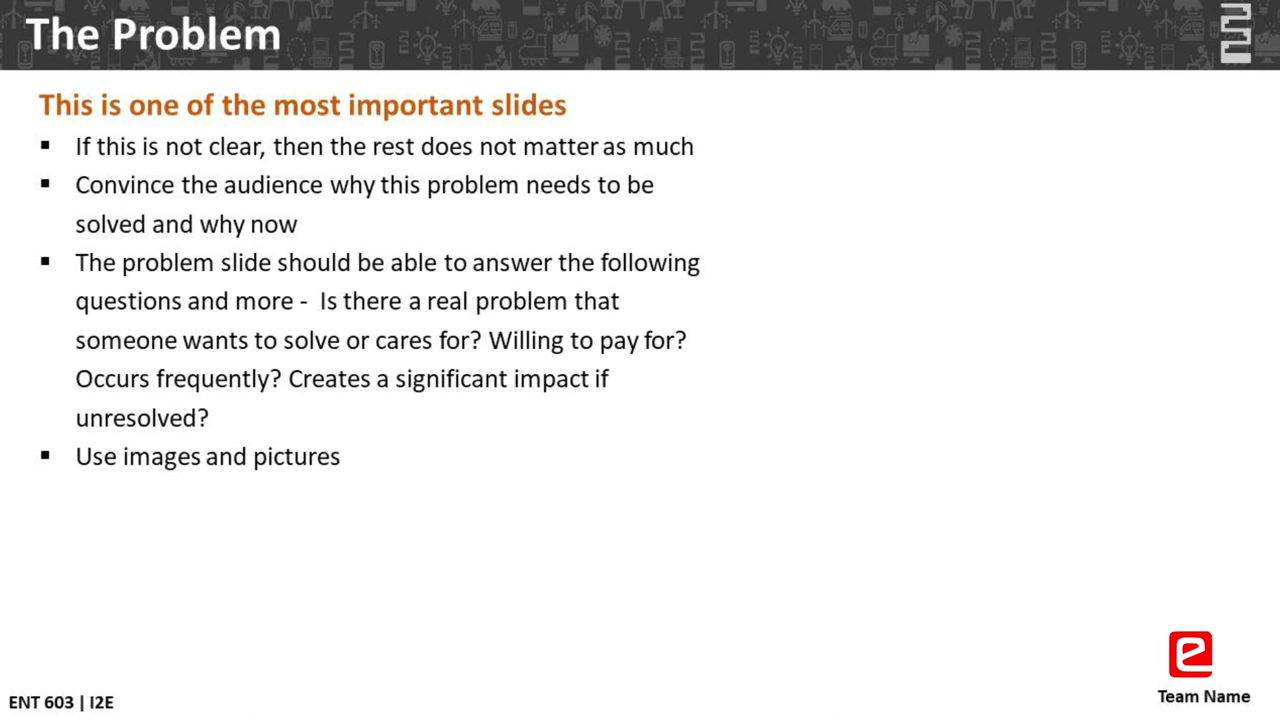 The Problem
This is one of the most important slides
▪ If this is not clear, then the rest does not matter as much
▪ Convince the audience why this problem needs to be
solved and why now
▪ The problem slide should be able to answer the following
questions and more - Is there a real problem that
someone wants to solve or cares for? Willing to pay for?
Occurs frequently? Creates a significant impact if
unresolved?
▪ Use images and pictures
Team Name
ENT 603 | I2E